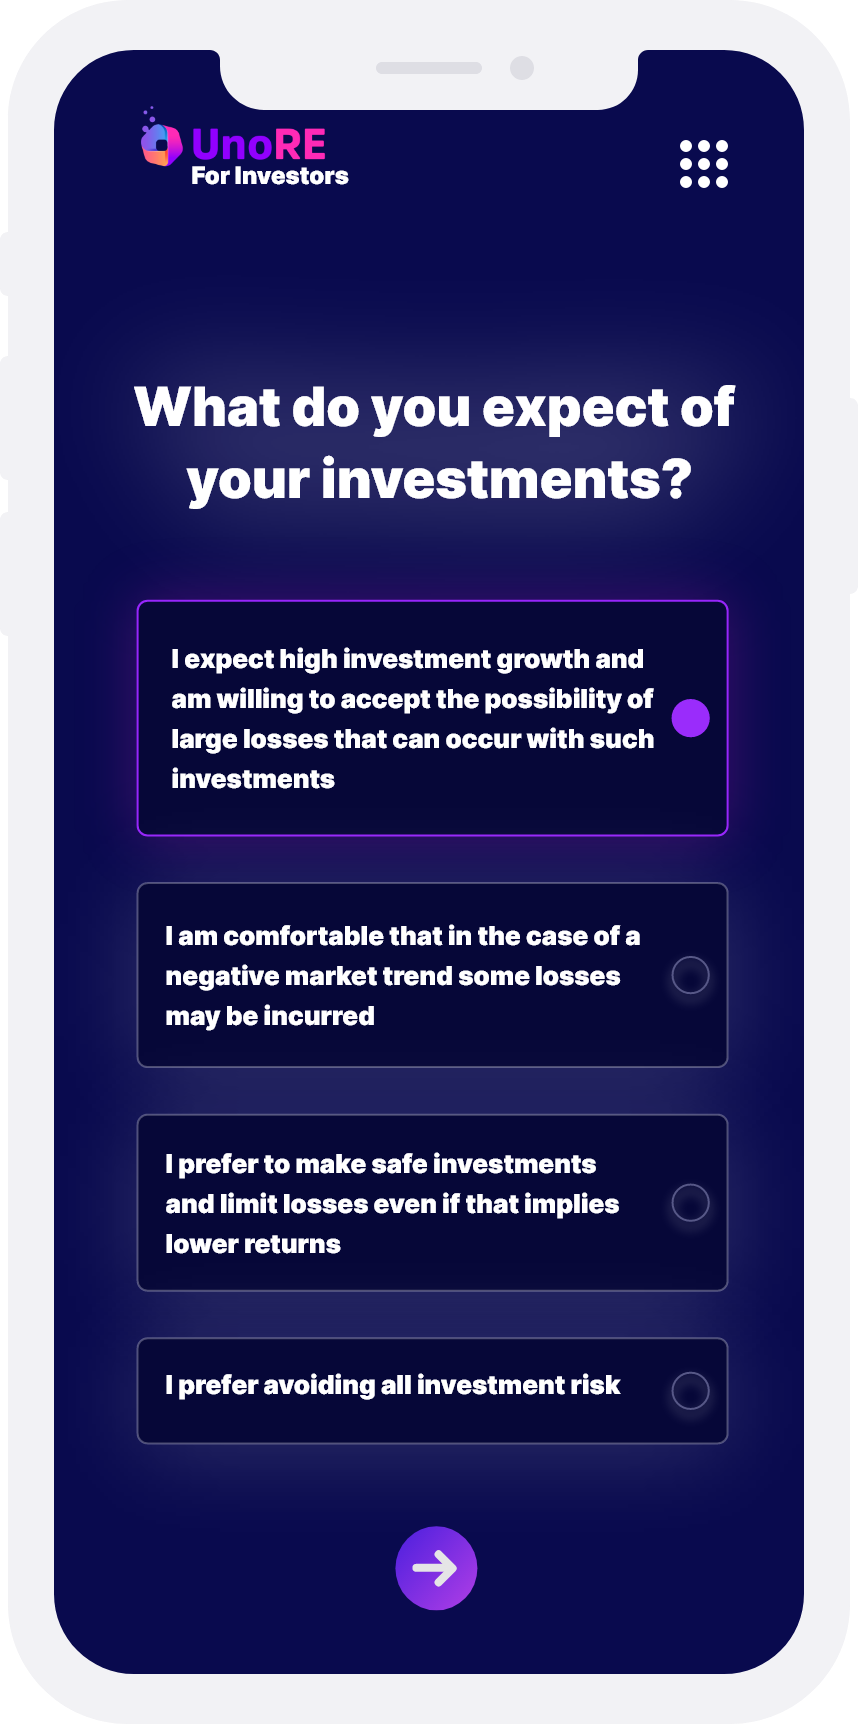 UnoRE
For Investors
What do you expect of
your investments?
I expect high investment growth and
am willing to accept the possibility of
large losses that can occur with such
investments
I am comfortable that in the case of a
negative market trend some losses
may be incurred
I prefer to make safe investments
and limit losses even if that implies
lower returns
I prefer avoiding all investment risk